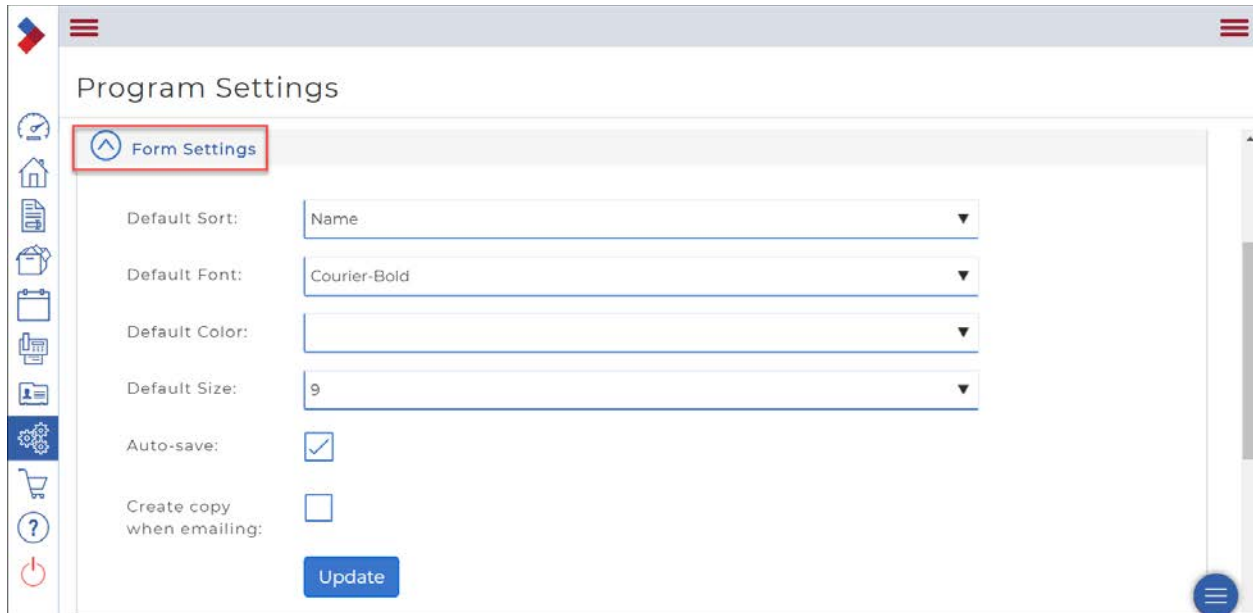 Program Settings
Form Settings
Default Sort:
Name
Default Font:
Courier-Bold
Default Color:
Default Size:
9
Auto-save:
Create copy
when emailing:
Update
?